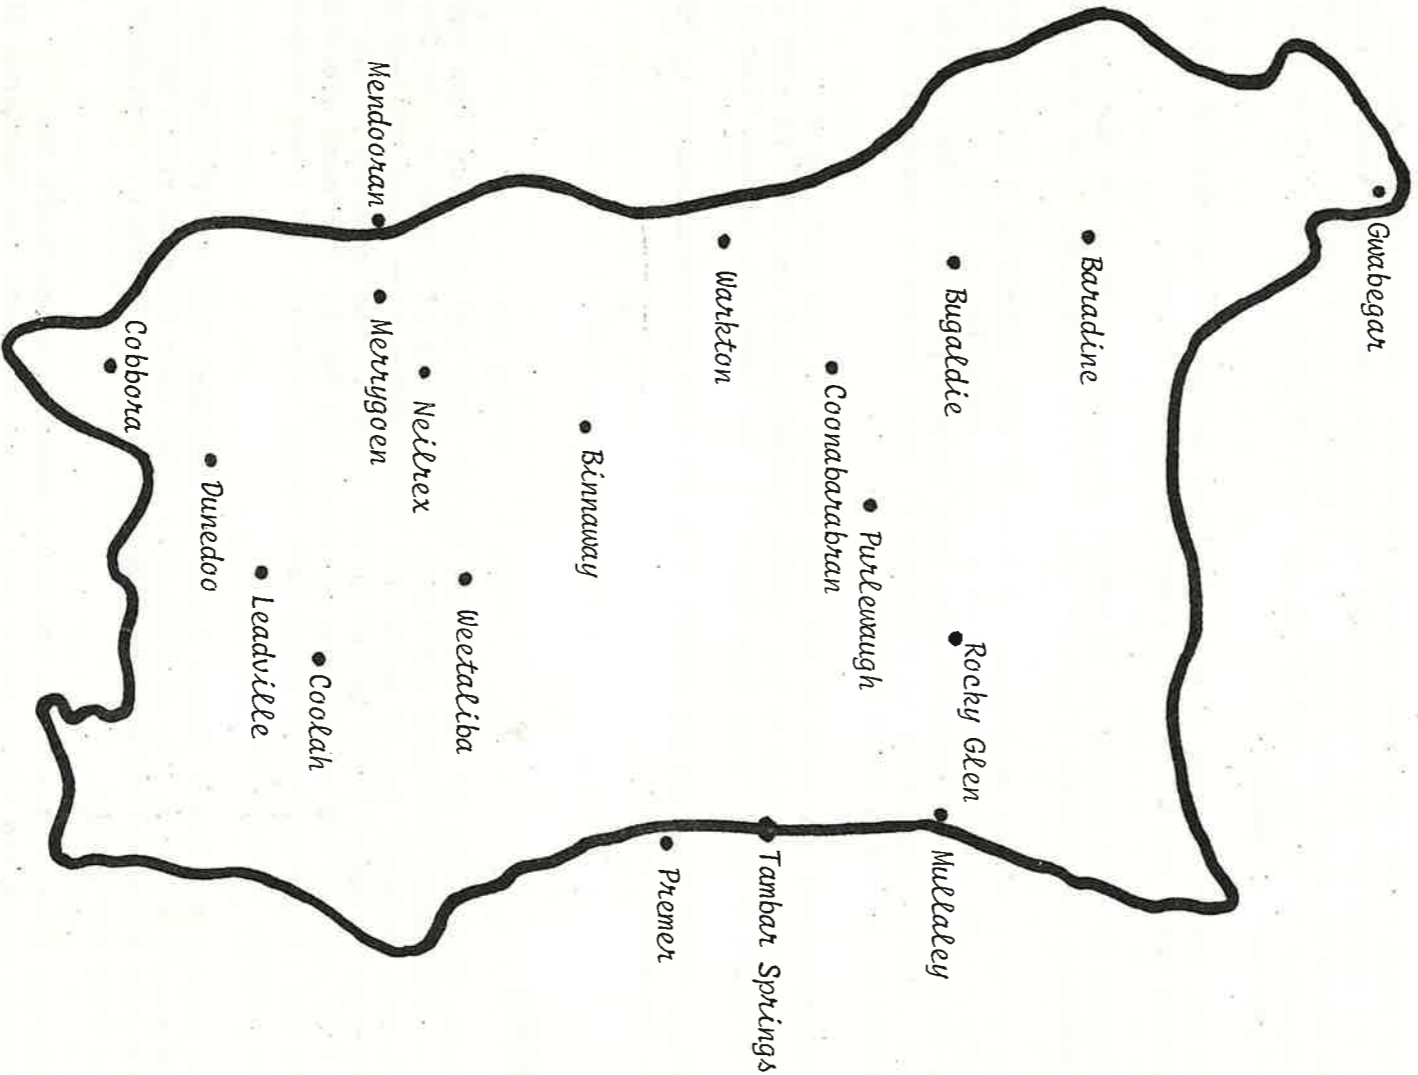 Gwabegar
Baradine
Bugaldie
Rocky Glen
Mullaley
Purlewaugh
Coonabarabran
Tambar Springs
Warkton
Premer
Binnaway
Weetaliba
Neilrex
Mendooran
Merrygoen
Coolah
Leadville
Dunedoo
Cobbora